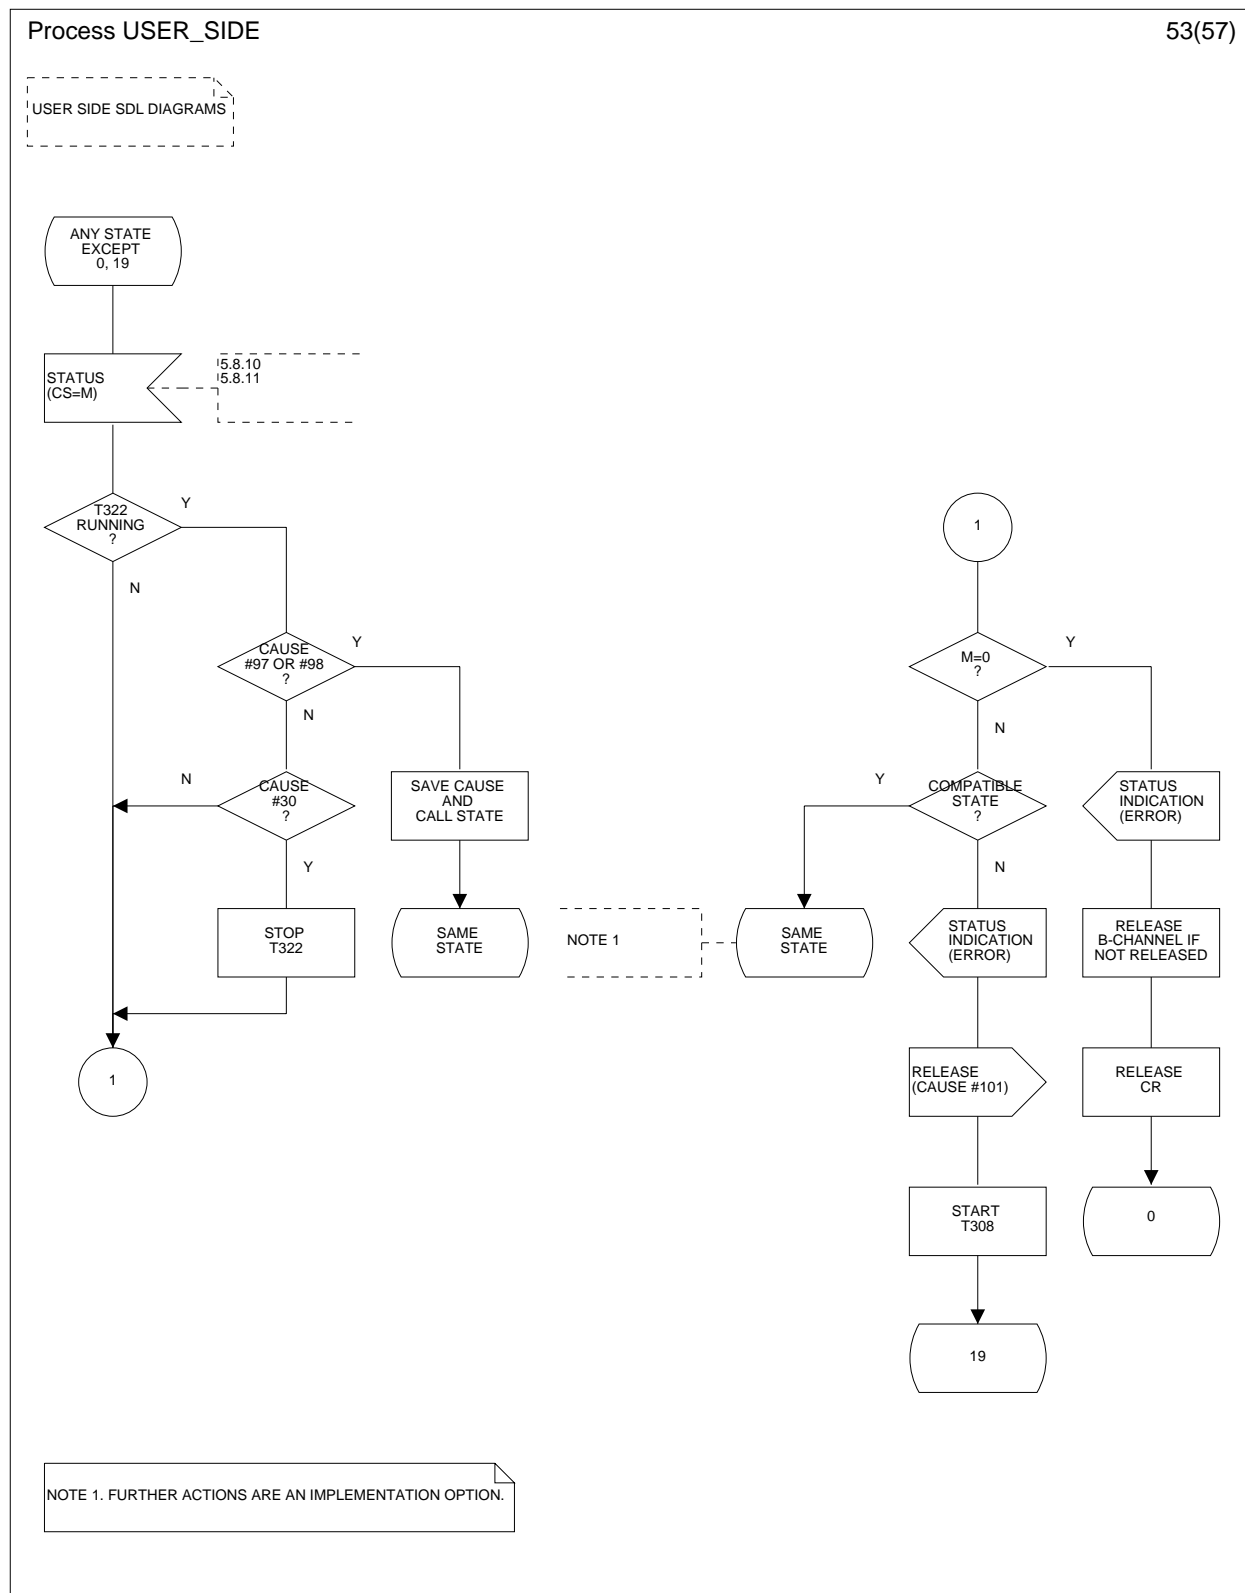 Process USER_SIDE
53(57)
USER SIDE SDL DIAGRAMS
ANY STATE
EXCEPT
0, 19
STATUS
(CS=M)
5.8.10
5.8.11
T322
RUNNING
?
Y
N
CAUSE
#97 OR #98
?
Y
N
CAUSE
#30
?
N
Y
SAVE CAUSE
AND
CALL STATE
STOP
T322
SAME
STATE
1
1
M=0
?
Y
N
COMPATIBLE
STATE
?
Y
N
STATUS
INDICATION
(ERROR)
NOTE 1
SAME
STATE
STATUS
INDICATION
(ERROR)
RELEASE
B-CHANNEL IF
NOT RELEASED
RELEASE
(CAUSE #101)
RELEASE
CR
START
T308
0
19
NOTE 1. FURTHER ACTIONS ARE AN IMPLEMENTATION OPTION.